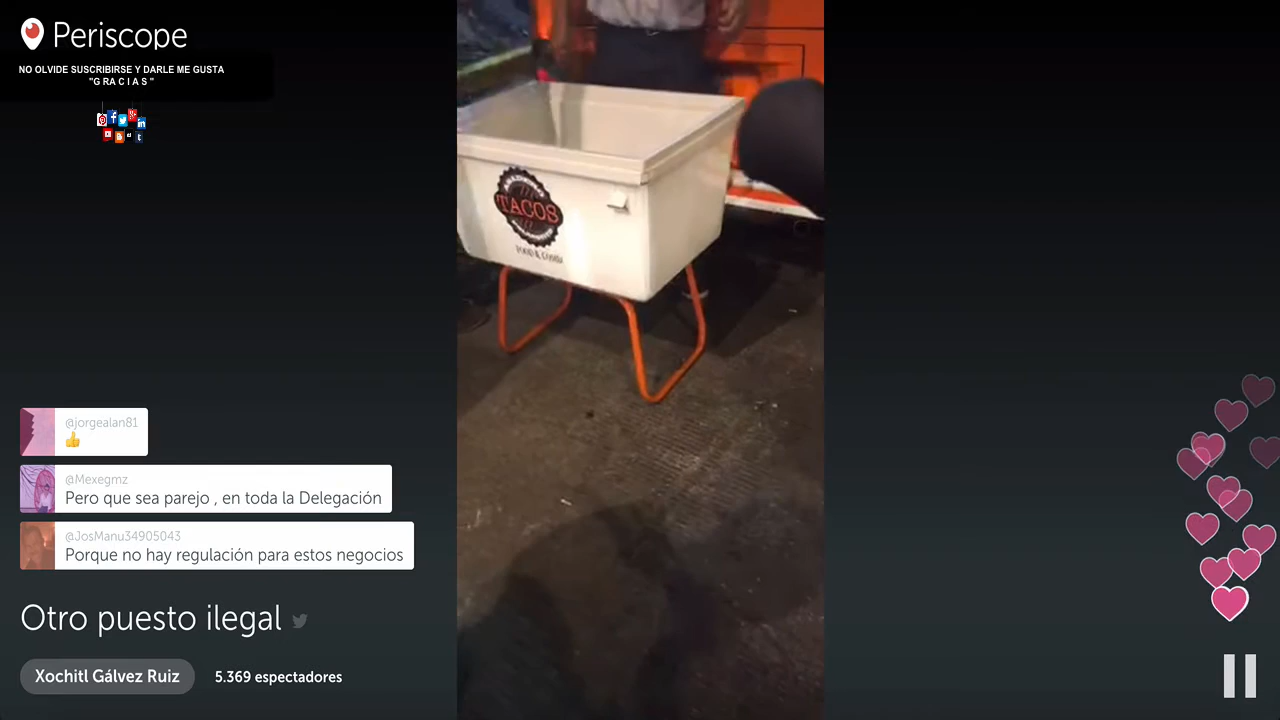 Periscope
NO OLVIDE SUSCRIBIRSE Y DARLE ME GUSTA
"G R A C I A S "
TACOS
@jorgealan81
👍
@Mexegmz
Pero que sea parejo , en toda la Delegación
@JosManu34905043
Porque no hay regulación para estos negocios
Otro puesto ilegal
Xochitl Gálvez Ruiz
5.369 espectadores